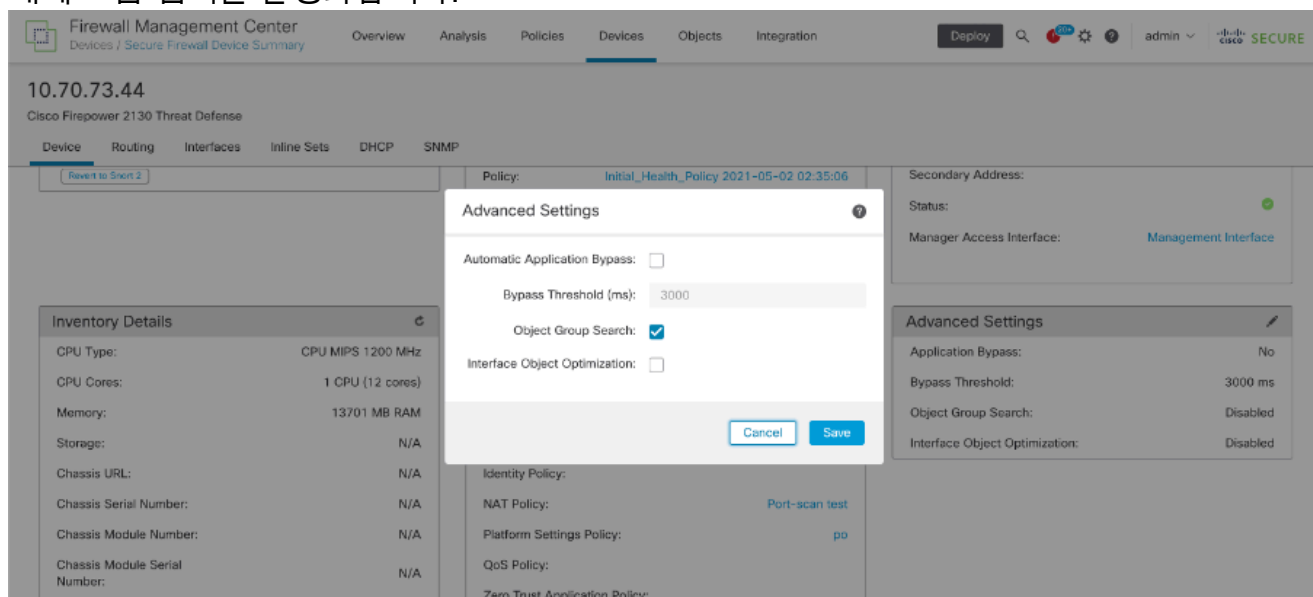 Firewall Management Center
Devices / Secure Firewall Device Summary
Overview
Analysis
Policies
Devices
Objects
Integration
Deploy
20+
admin
cisco SECURE
10.70.73.44
Cisco Firepower 2130 Threat Defense
Device
Routing
Interfaces
Inline Sets
DHCP
SNMP
Revert to Snort 2
Policy: Initial_Health_Policy 2021-05-02 02:35:06
Secondary Address:
Status:
Manager Access Interface: Management Interface
Advanced Settings
Automatic Application Bypass:
Bypass Threshold (ms): 3000
Object Group Search:
Interface Object Optimization:
Cancel
Save
Inventory Details
CPU Type: CPU MIPS 1200 MHz
CPU Cores: 1 CPU (12 cores)
Memory: 13701 MB RAM
Storage: N/A
Chassis URL: N/A
Chassis Serial Number: N/A
Chassis Module Number: N/A
Chassis Module Serial
Number: N/A
Identity Policy:
NAT Policy: Port-scan test
Platform Settings Policy: po
QoS Policy:
Zero Trust Application Policy:
Advanced Settings
Application Bypass: No
Bypass Threshold: 3000 ms
Object Group Search: Disabled
Interface Object Optimization: Disabled